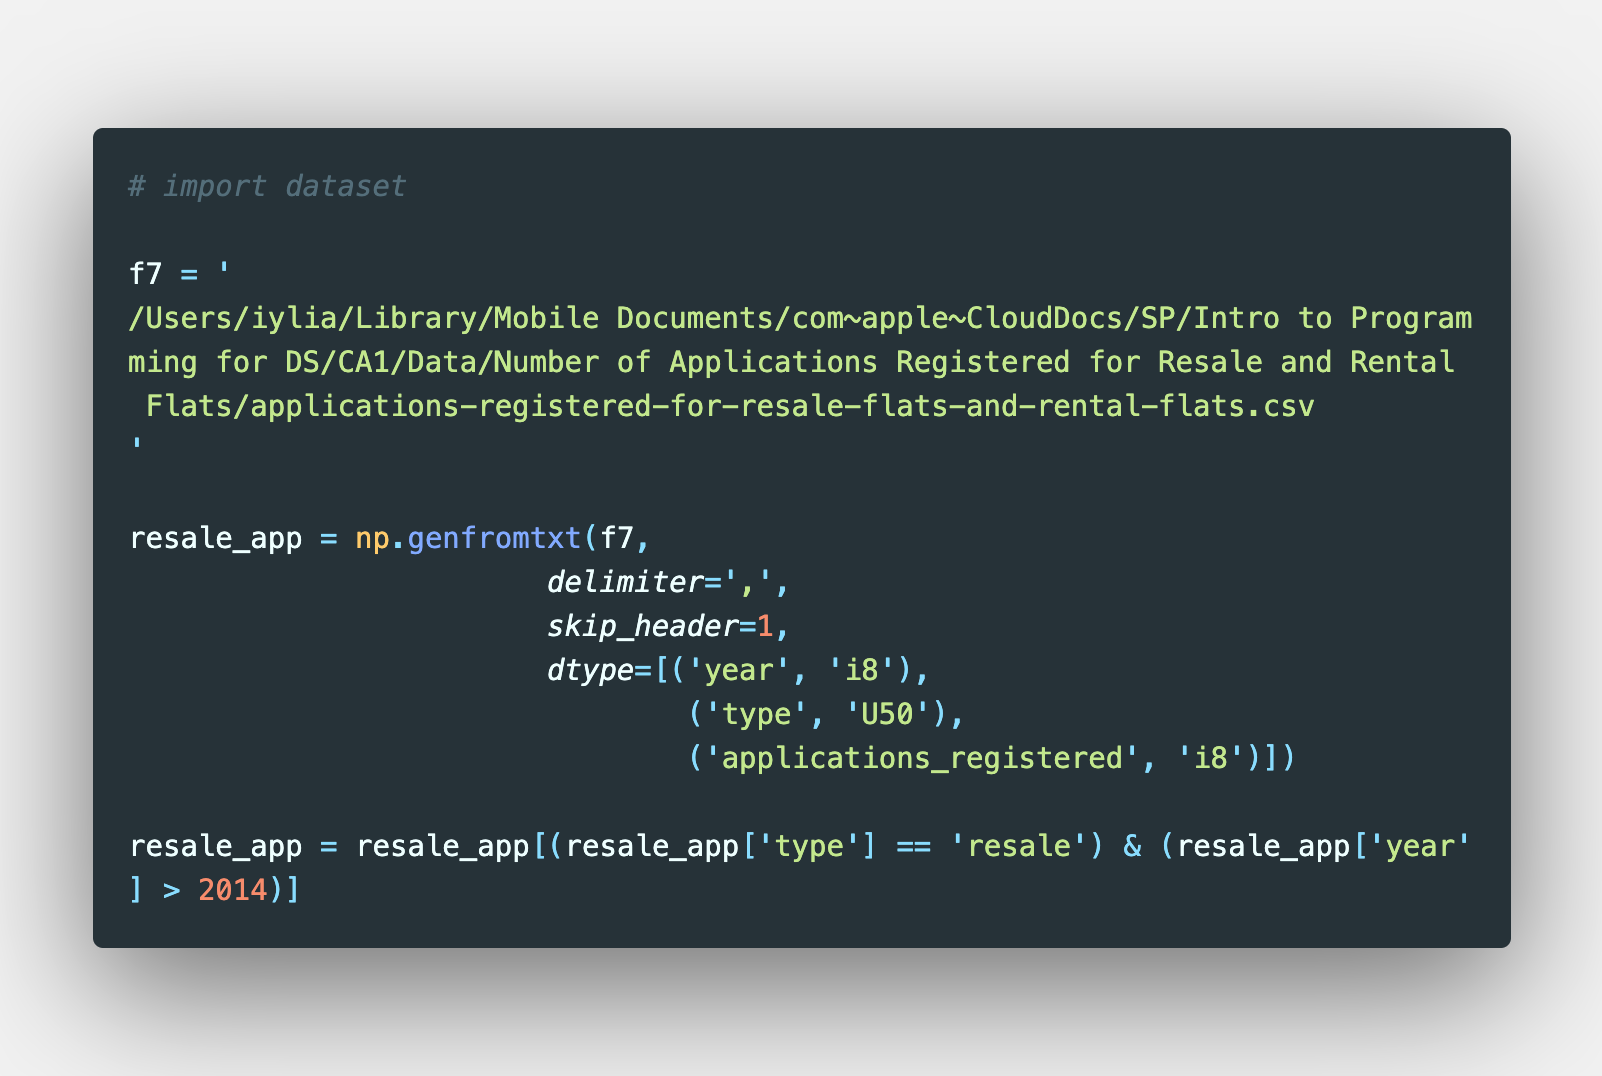 # import dataset
f7 = '
/Users/iylia/Library/Mobile Documents/com~apple~CloudDocs/SP/Intro to Program
ming for DS/CA1/Data/Number of Applications Registered for Resale and Rental
 Flats/applications-registered-for-resale-flats-and-rental-flats.csv
'
resale_app = np.genfromtxt(f7,
                        delimiter=',',
                        skip_header=1,
                        dtype=[('year', 'i8'),
                                ('type', 'U50'),
                                ('applications_registered', 'i8')])
resale_app = resale_app[(resale_app['type'] == 'resale') & (resale_app['year'
] > 2014)]